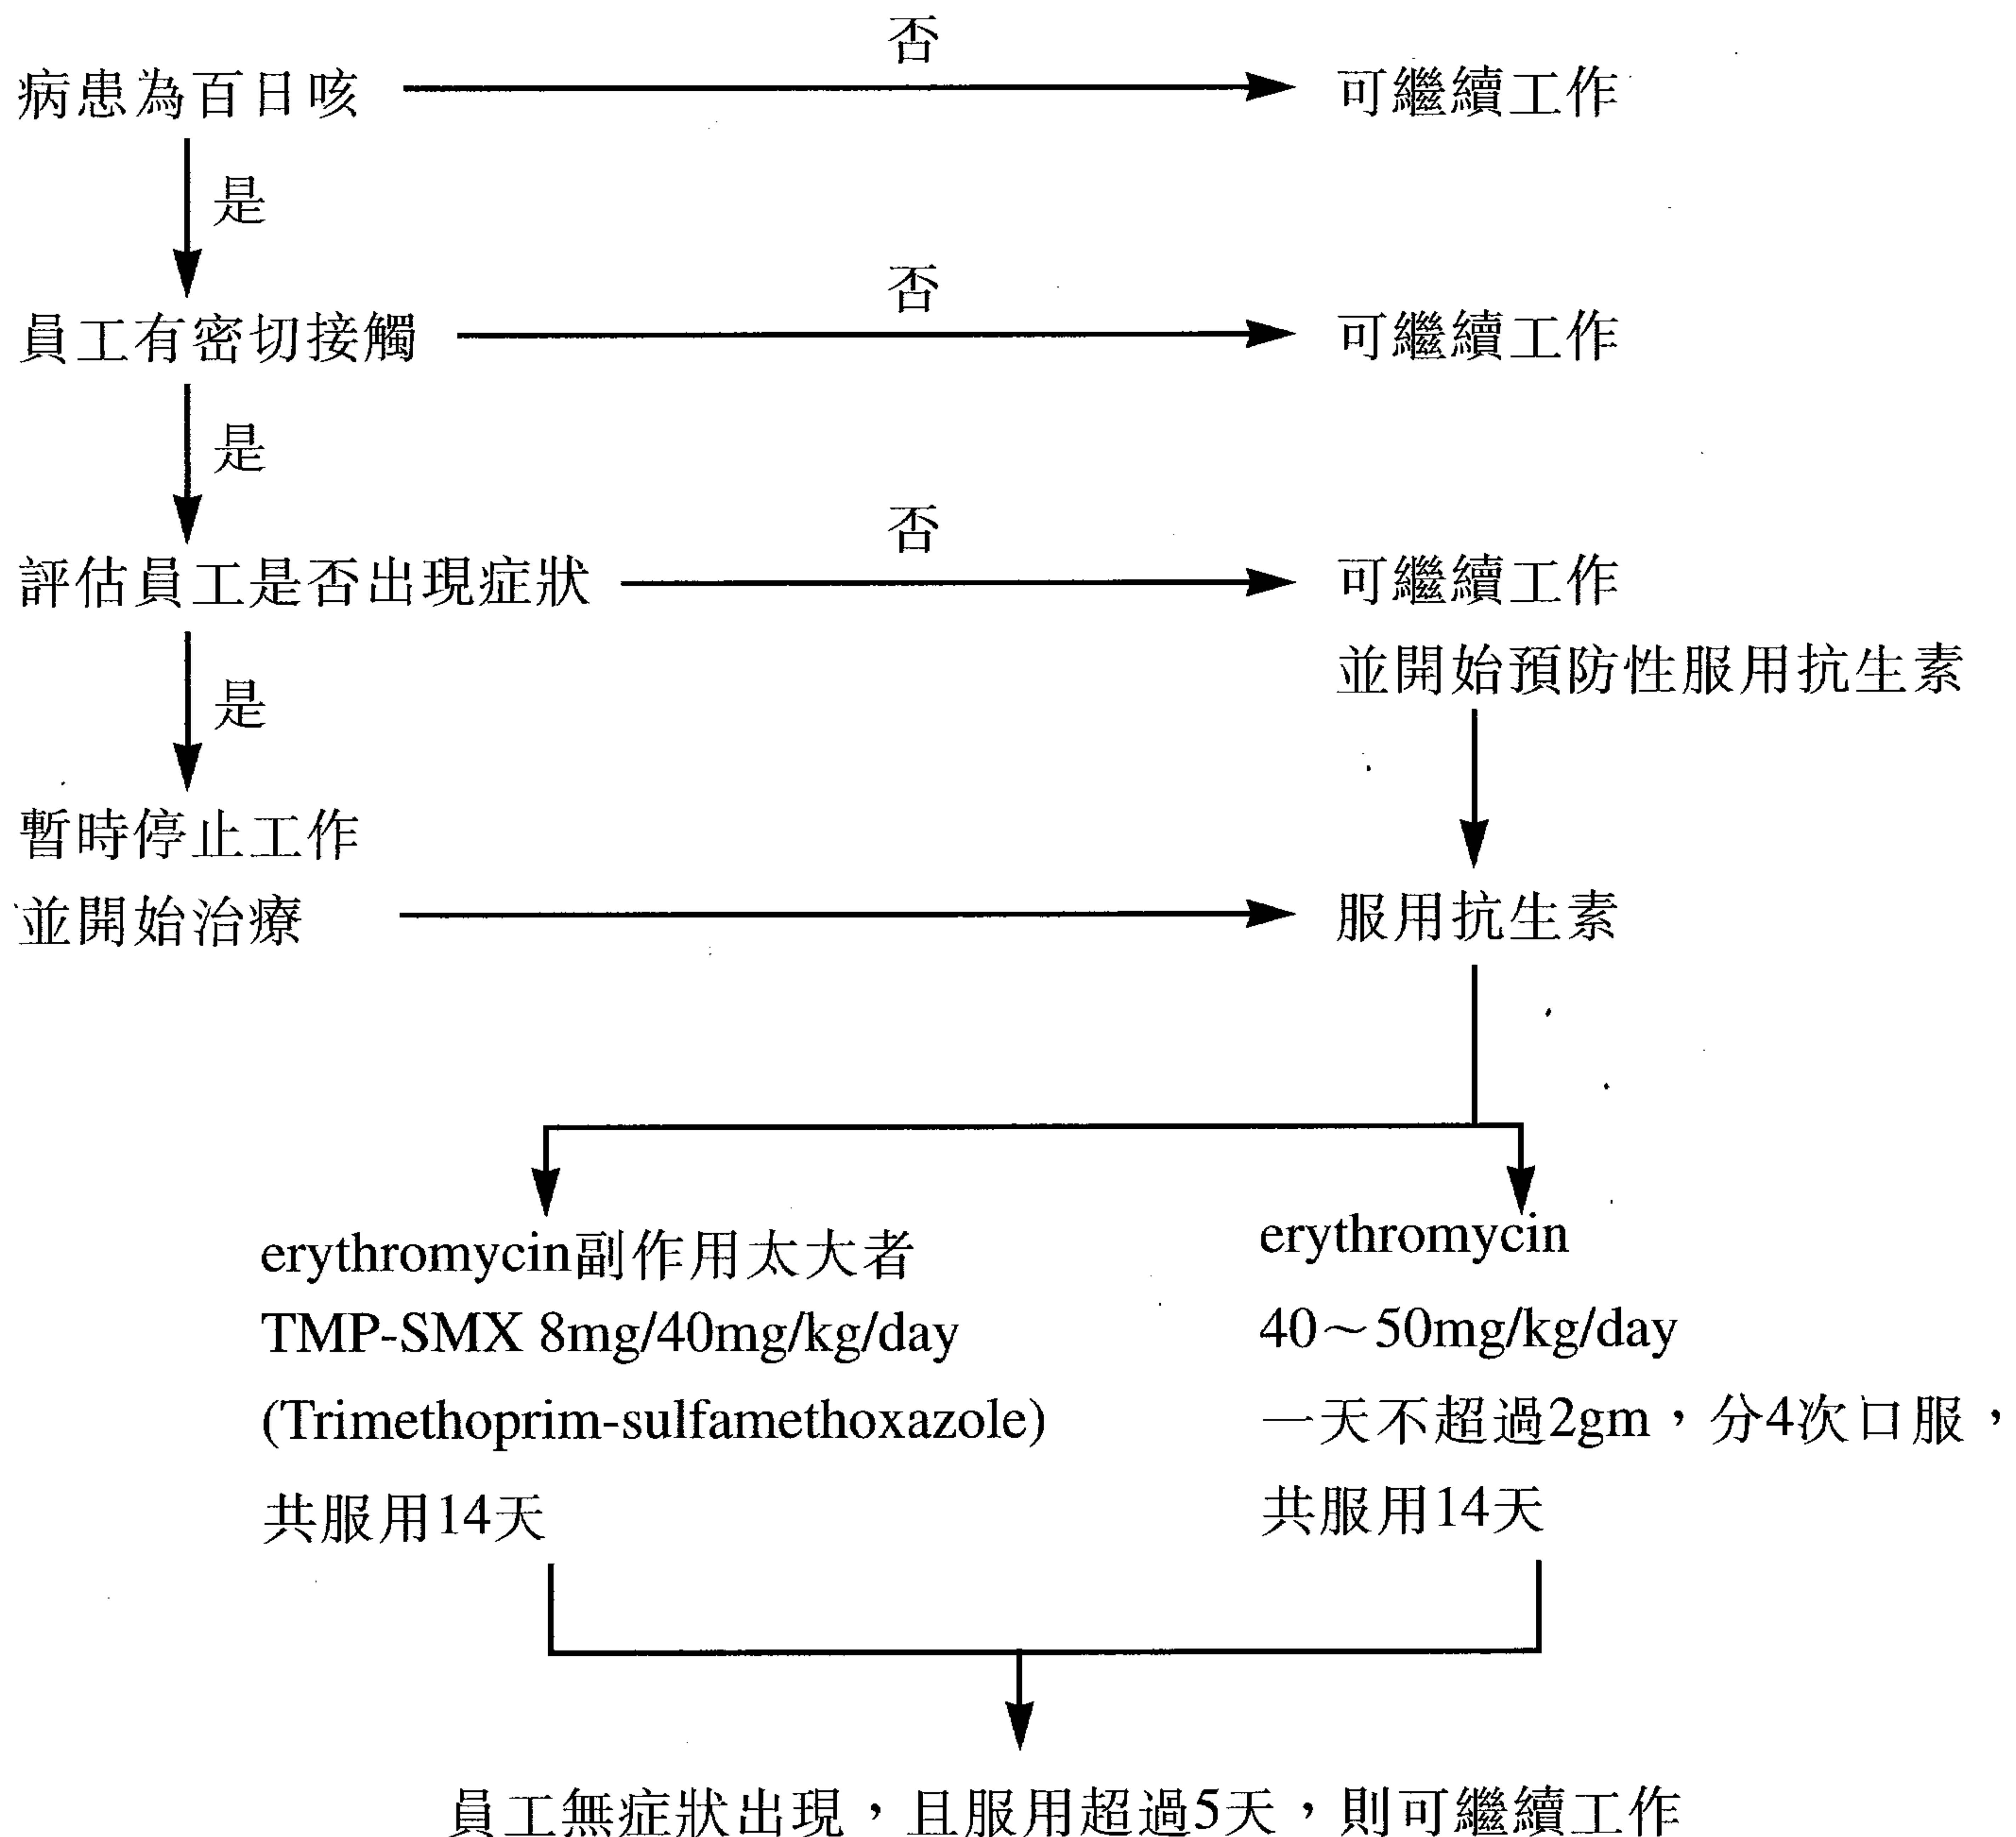 否
病患為百日咳
可繼續工作
是
否
員工有密切接觸
可繼續工作
是
否
評估員工是否出現症狀
可繼續工作
並開始預防性服用抗生素
是
暫時停止工作
並開始治療
服用抗生素
erythromycin副作用太大者
TMP-SMX 8mg/40mg/kg/day
(Trimethoprim-sulfamethoxazole)
共服用14天
erythromycin
40～50mg/kg/day
一天不超過2gm，分4次口服，
共服用14天
員工無症狀出現，且服用超過5天，則可繼續工作